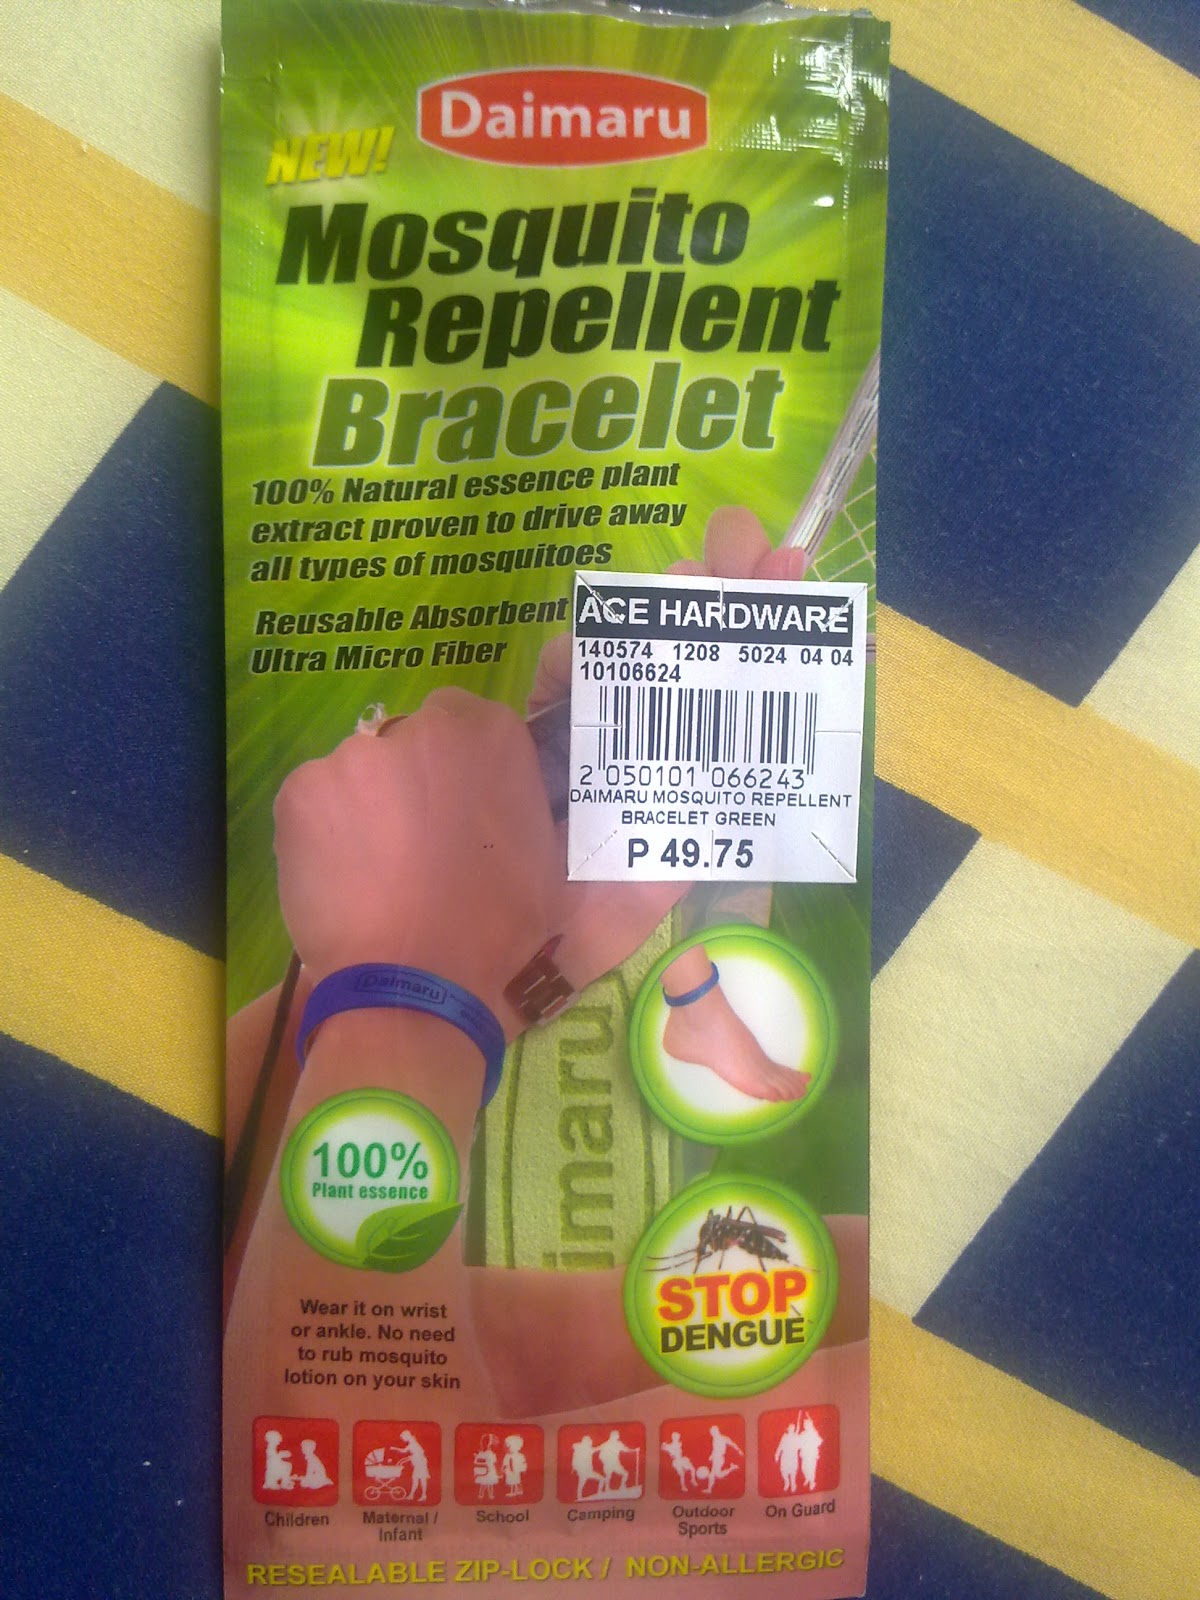 Daimaru
NEW!
Mosquito
Repellent
Bracelet
100% Natural essence plant
extract proven to drive away
all types of mosquitoes
Reusable Absorbent
Ultra Micro Fiber
ACE HARDWARE
140574 1208 5024 04 04
10106624
2 050101 066243
DAIMARU MOSQUITO REPELLENT
BRACELET GREEN
P 49.75
Daimaru
imaru
100%
Plant essence
STOP
DENGUE
Wear it on wrist
or ankle. No need
to rub mosquito
lotion on your skin
Children
Maternal /
Infant
School
Camping
Outdoor
Sports
On Guard
RESEALABLE ZIP-LOCK / NON-ALLERGIC